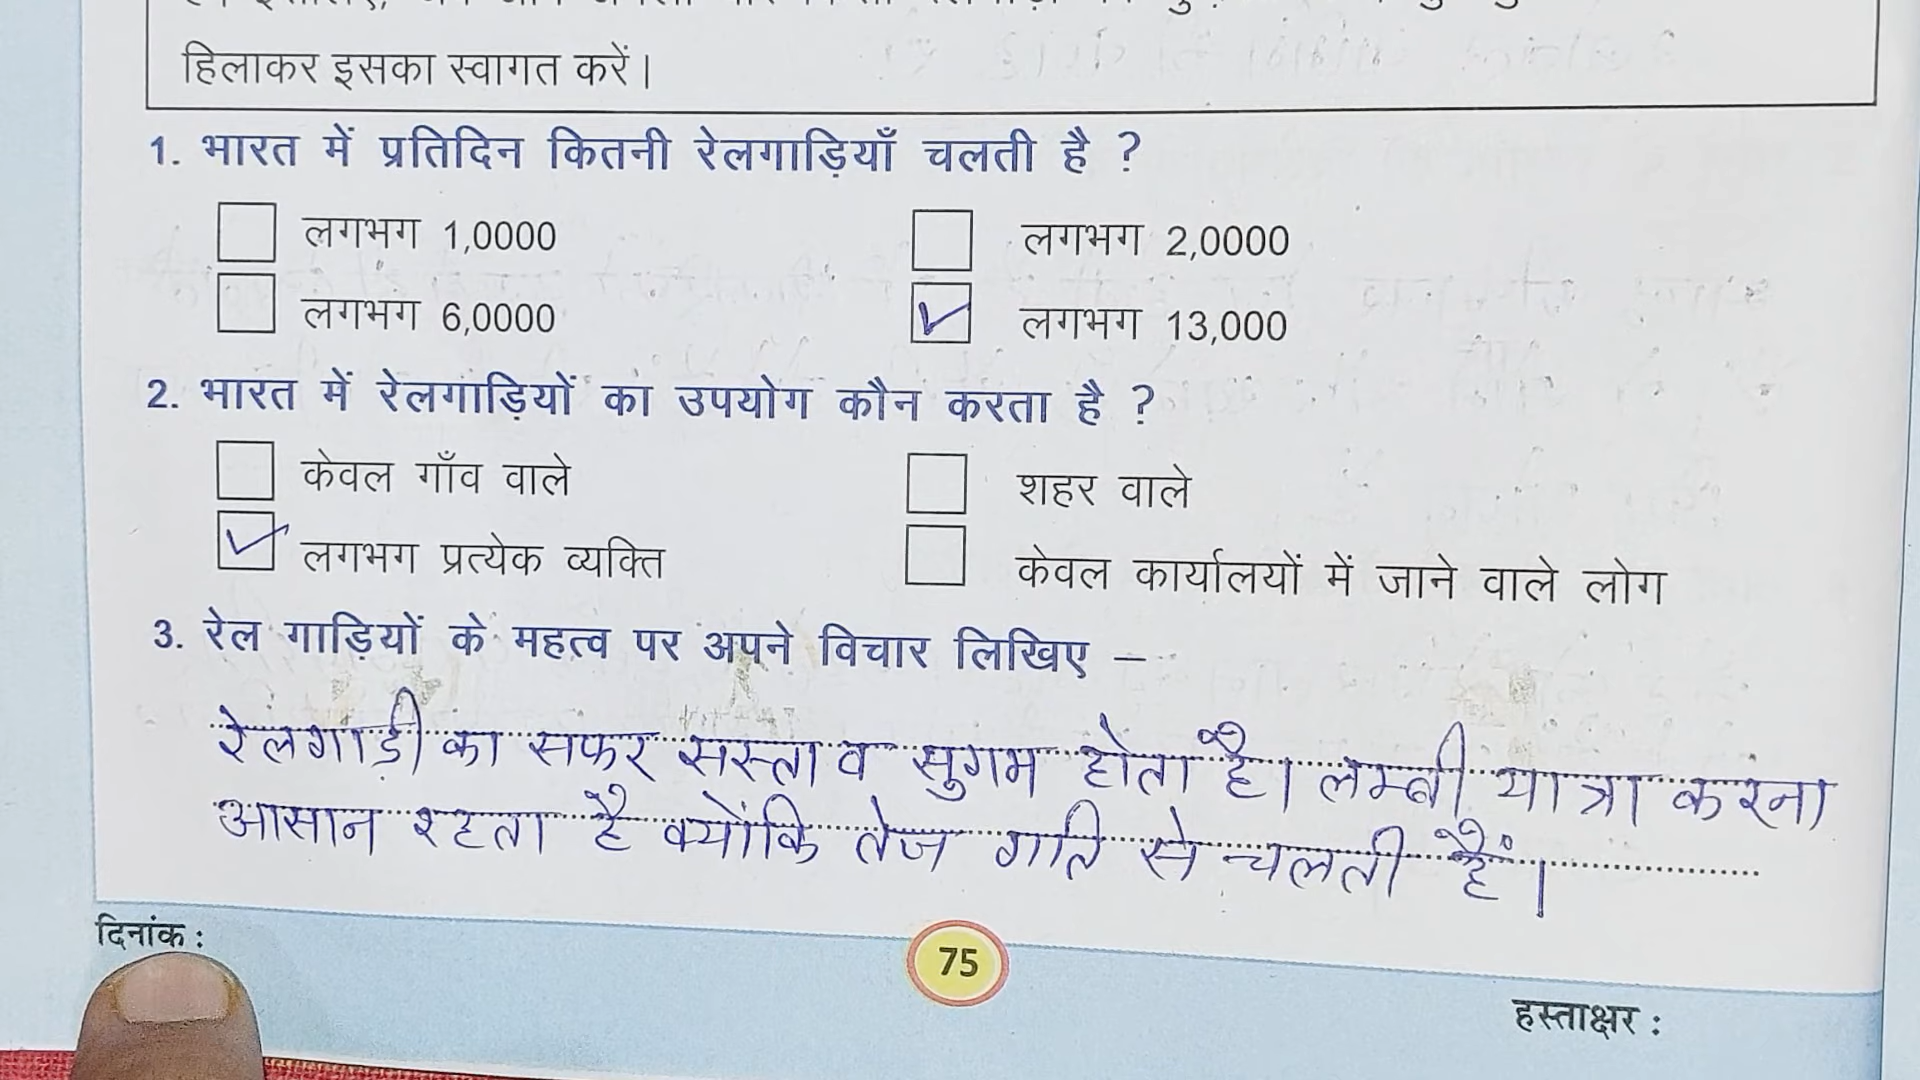 हिलाकर इसका स्वागत करें।
1. भारत में प्रतिदिन कितनी रेलगाड़ियाँ चलती है ?
लगभग 1,0000 लगभग 2,0000
लगभग 6,0000 लगभग 13,000
2. भारत में रेलगाड़ियों का उपयोग कौन करता है ?
केवल गाँव वाले शहर वाले
लगभग प्रत्येक व्यक्ति केवल कार्यालयों में जाने वाले लोग
3. रेल गाड़ियों के महत्व पर अपने विचार लिखिए –
रेलगाड़ी का सफर सस्ता व सुगम होता है। लम्बी यात्रा करना
आसान रहता है क्योंकि तेज गति से चलती हैं।
दिनांक :
75
हस्ताक्षर :